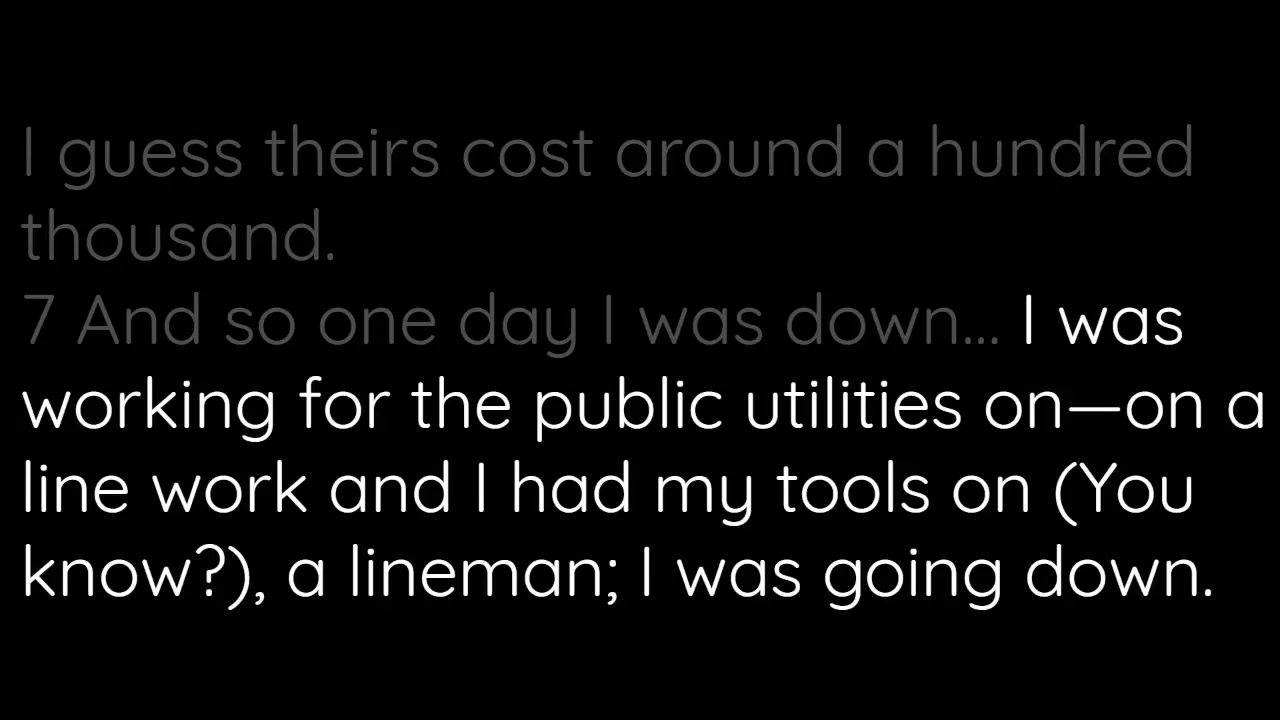 I guess theirs cost around a hundred
thousand.
7 And so one day I was down... I was
working for the public utilities on—on a
line work and I had my tools on (You
know?), a lineman; I was going down.